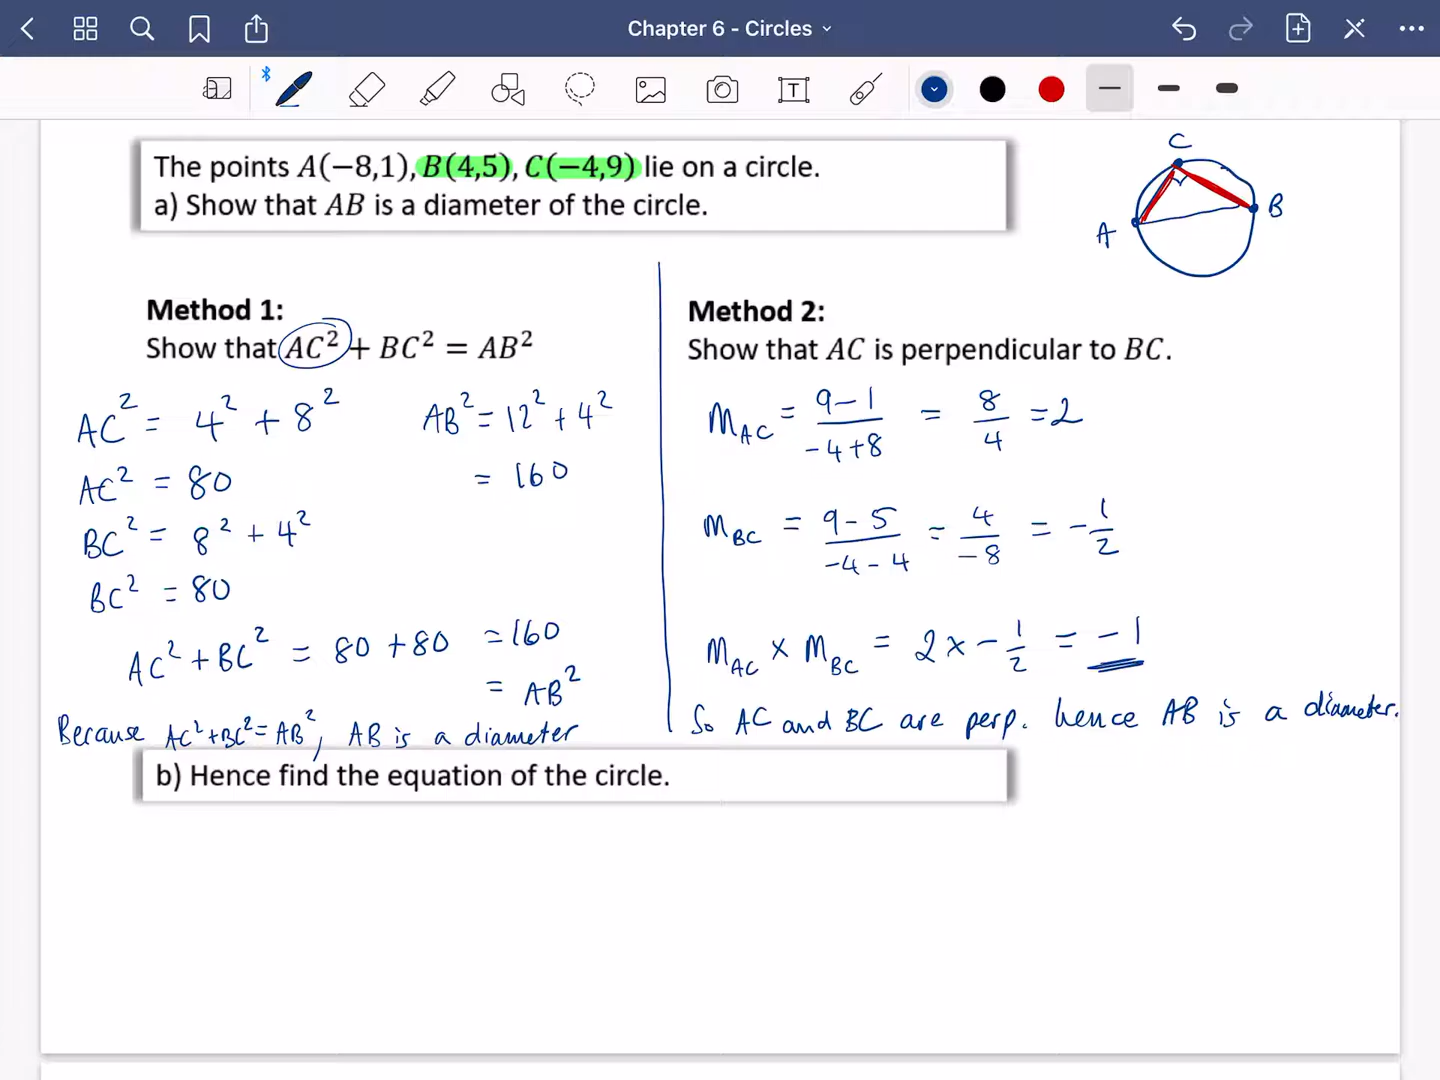 Chapter 6 - Circles
T
The points A(−8,1), B(4,5), C(−4,9) lie on a circle.
a) Show that AB is a diameter of the circle.
C
A
B
Method 1:
Show that AC² + BC² = AB²
AC² = 4² + 8²
AC² = 80
BC² = 8² + 4²
BC² = 80
AB² = 12² + 4²
= 160
AC² + BC² = 80 + 80 = 160
= AB²
Because AC²+BC²=AB², AB is a diameter
Method 2:
Show that AC is perpendicular to BC.
M_AC = (9−1)/(−4+8) = 8/4 = 2
M_BC = (9−5)/(−4−4) = 4/−8 = −1/2
M_AC × M_BC = 2 × −1/2 = −1
So AC and BC are perp. hence AB is a diameter.
b) Hence find the equation of the circle.